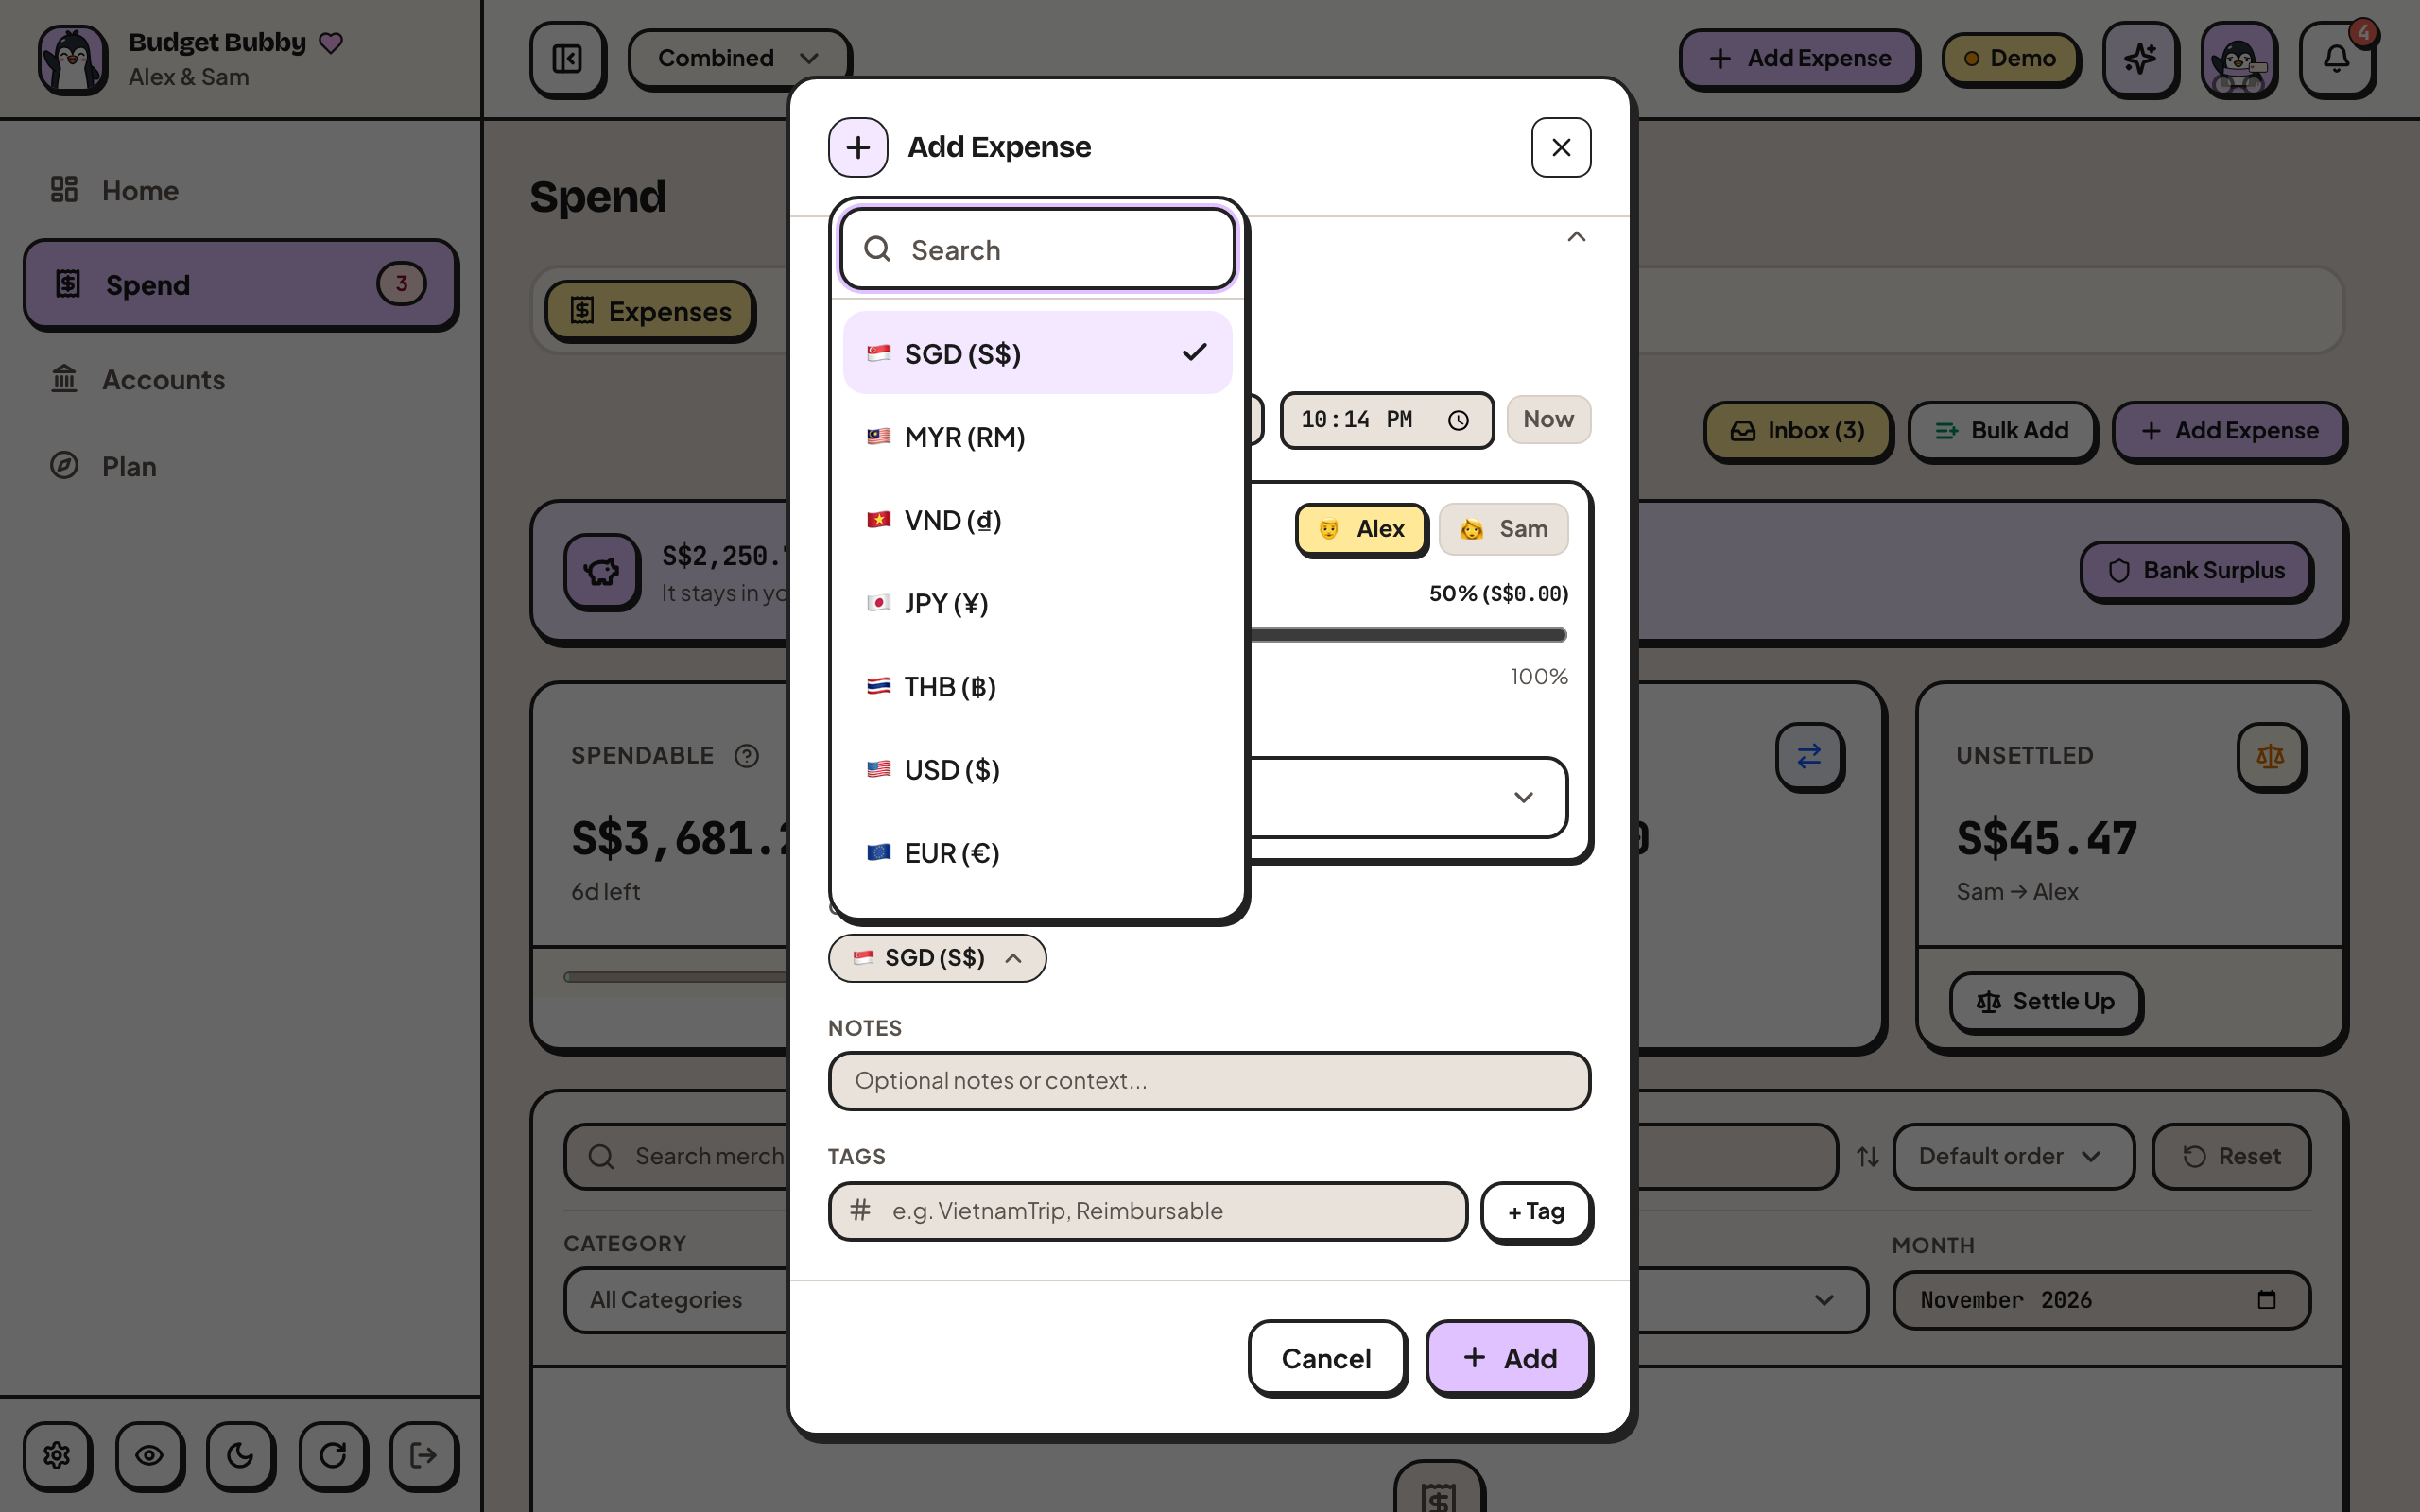 Budget Bubby
Alex & Sam
Combined
Add Expense
Demo
4
Home
Spend
3
Accounts
Plan
Spend
Expenses
Inbox (3)
Bulk Add
Add Expense
S$2,250.
It stays in yo
Bank Surplus
SPENDABLE
S$3,681.
6d left
UNSETTLED
S$45.47
Sam → Alex
Settle Up
Search merch
Default order
Reset
CATEGORY
All Categories
MONTH
November 2026
Add Expense
Search
SGD (S$)
MYR (RM)
VND (₫)
JPY (¥)
THB (฿)
USD ($)
EUR (€)
10:14 PM
Now
Alex
Sam
50% (S$0.00)
100%
SGD (S$)
NOTES
Optional notes or context...
TAGS
# e.g. VietnamTrip, Reimbursable
+ Tag
Cancel
+ Add